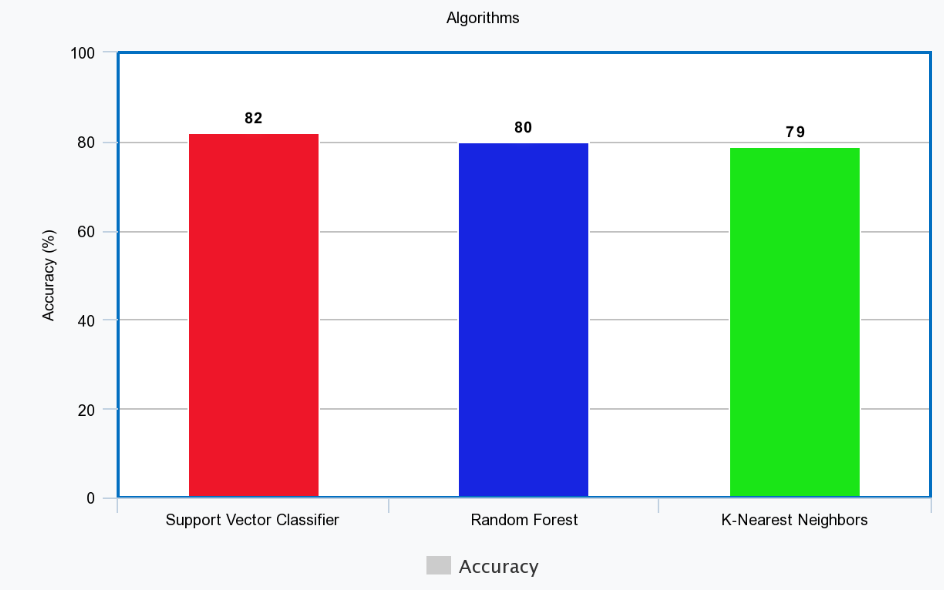 Algorithms
100
82
80
79
80
60
Accuracy (%)
40
20
0
Support Vector Classifier
Random Forest
K-Nearest Neighbors
Accuracy